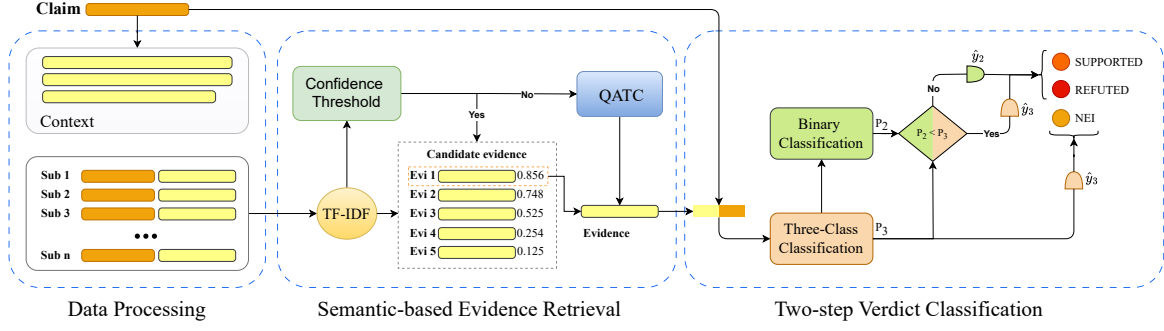 Claim
Context
Sub 1
Sub 2
Sub 3
•••
Sub n
Data Processing
Confidence
Threshold
No
Yes
QATC
TF-IDF
Candidate evidence
Evi 1 0.856
Evi 2 0.748
Evi 3 0.525
Evi 4 0.254
Evi 5 0.125
Evidence
Semantic-based Evidence Retrieval
Binary
Classification
P₂
Three-Class
Classification
P₃
P₂ < P₃
No
Yes
ŷ₂
ŷ₃
SUPPORTED
REFUTED
NEI
ŷ₃
Two-step Verdict Classification